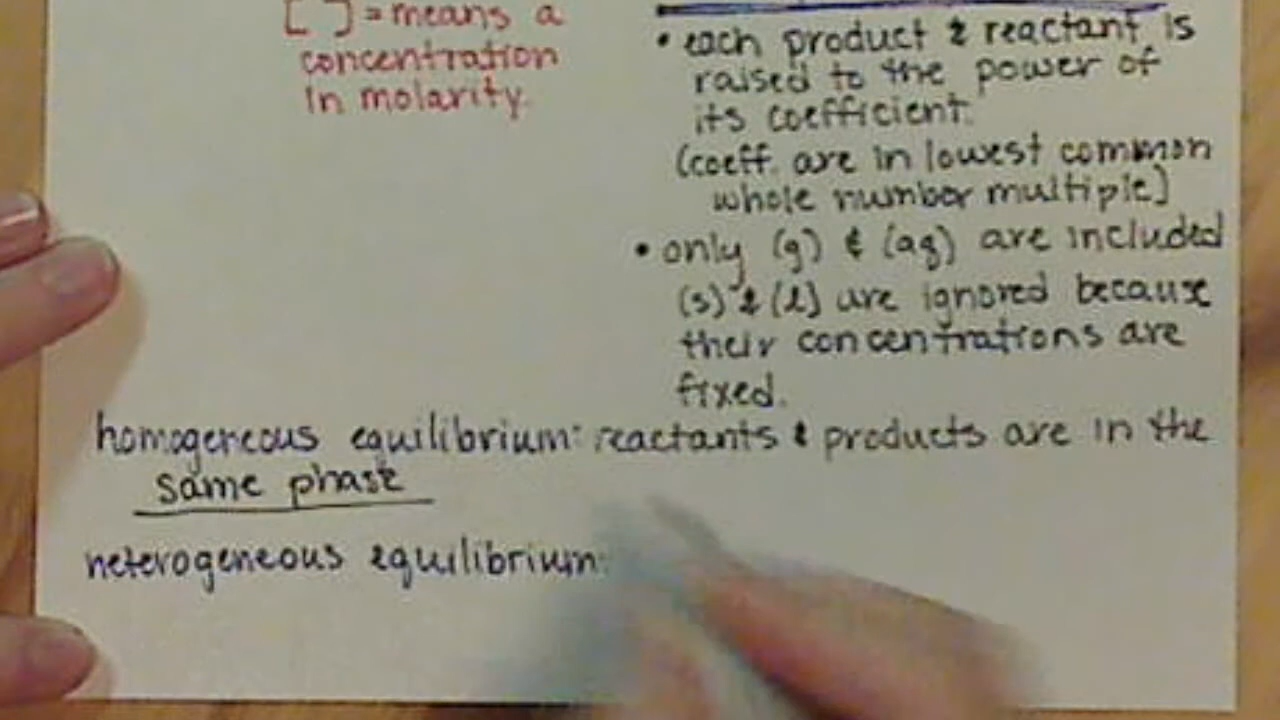 [ ] = means a
concentration
in molarity.
• each product & reactant is
raised to the power of
its coefficient.
(coeff. are in lowest common
whole number multiple)
• only (g) & (aq) are included
(s) & (l) are ignored because
their concentrations are
fixed.
homogeneous equilibrium: reactants & products are in the
same phase
heterogeneous equilibrium: